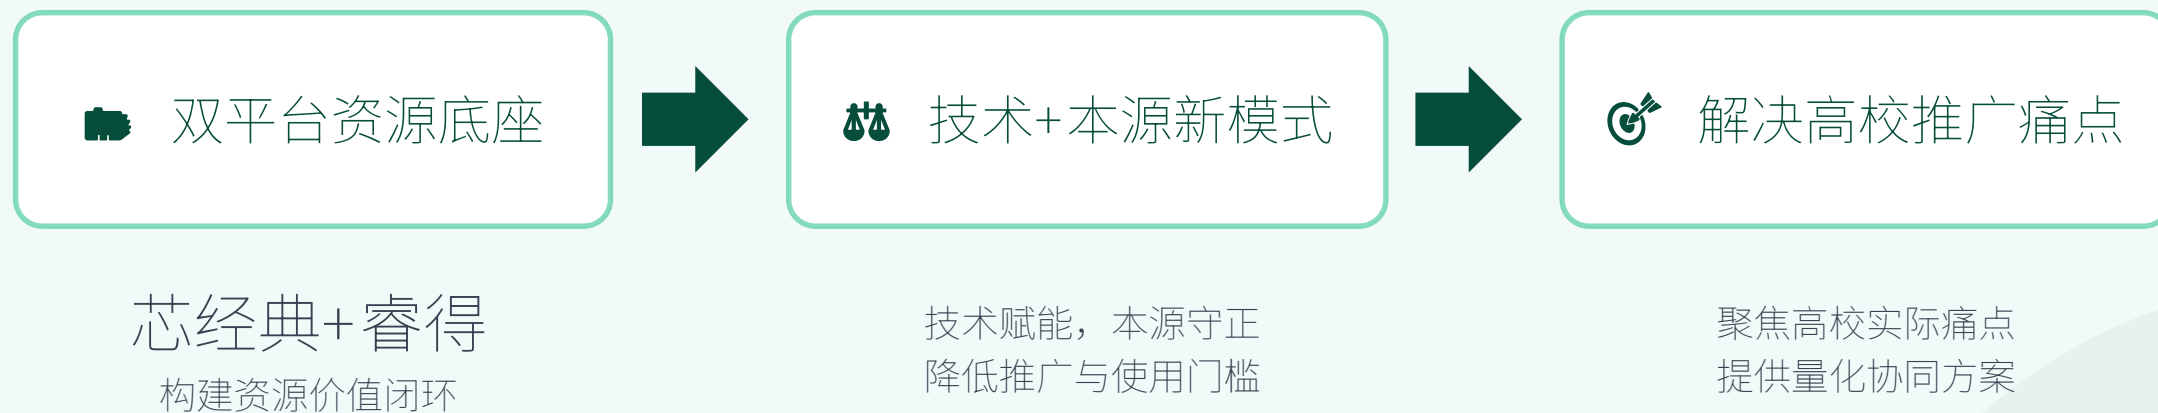 双平台资源底座
技术+本源新模式
解决高校推广痛点
芯经典+睿得
构建资源价值闭环
技术赋能，本源守正
降低推广与使用门槛
聚焦高校实际痛点
提供量化协同方案